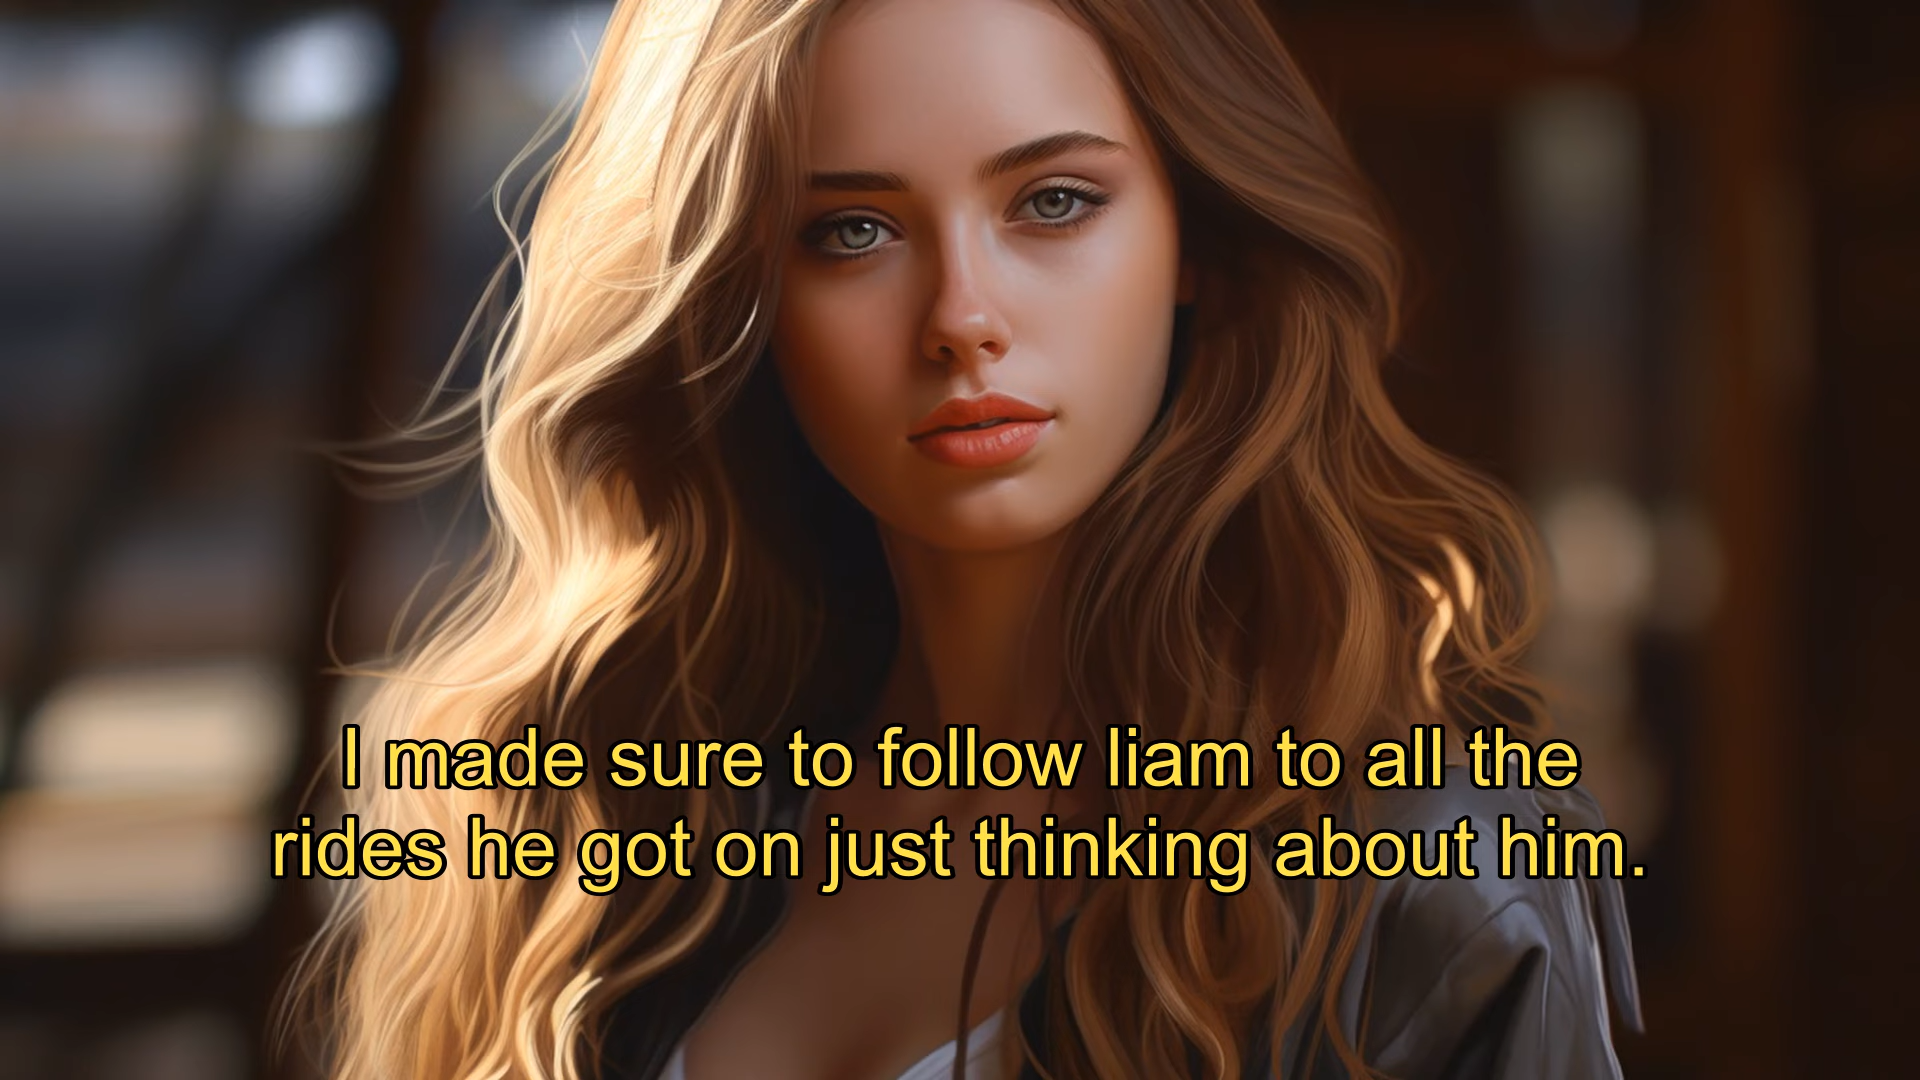 I made sure to follow liam to all the
rides he got on just thinking about him.